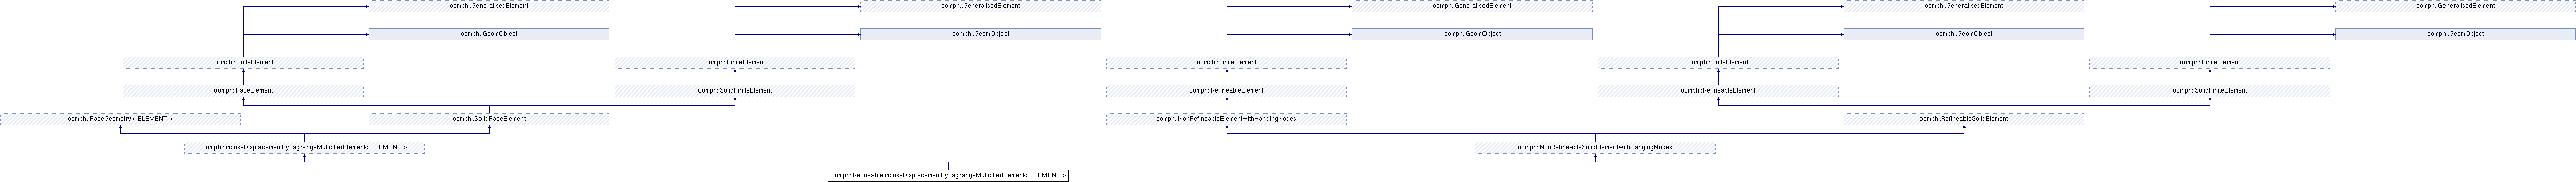 oomph::GeneralisedElement oomph::GeneralisedElement oomph::GeneralisedElement oomph::GeneralisedElement oomph::GeneralisedElement
oomph::GeomObject oomph::GeomObject oomph::GeomObject oomph::GeomObject oomph::GeomObject
oomph::FiniteElement oomph::FiniteElement oomph::FiniteElement oomph::FiniteElement oomph::FiniteElement
oomph::FaceElement oomph::SolidFiniteElement oomph::RefineableElement oomph::RefineableElement oomph::SolidFiniteElement
oomph::FaceGeometry< ELEMENT > oomph::SolidFaceElement oomph::NonRefineableElementWithHangingNodes oomph::RefineableSolidElement
oomph::ImposeDisplacementByLagrangeMultiplierElement< ELEMENT > oomph::NonRefineableSolidElementWithHangingNodes
oomph::RefineableImposeDisplacementByLagrangeMultiplierElement< ELEMENT >